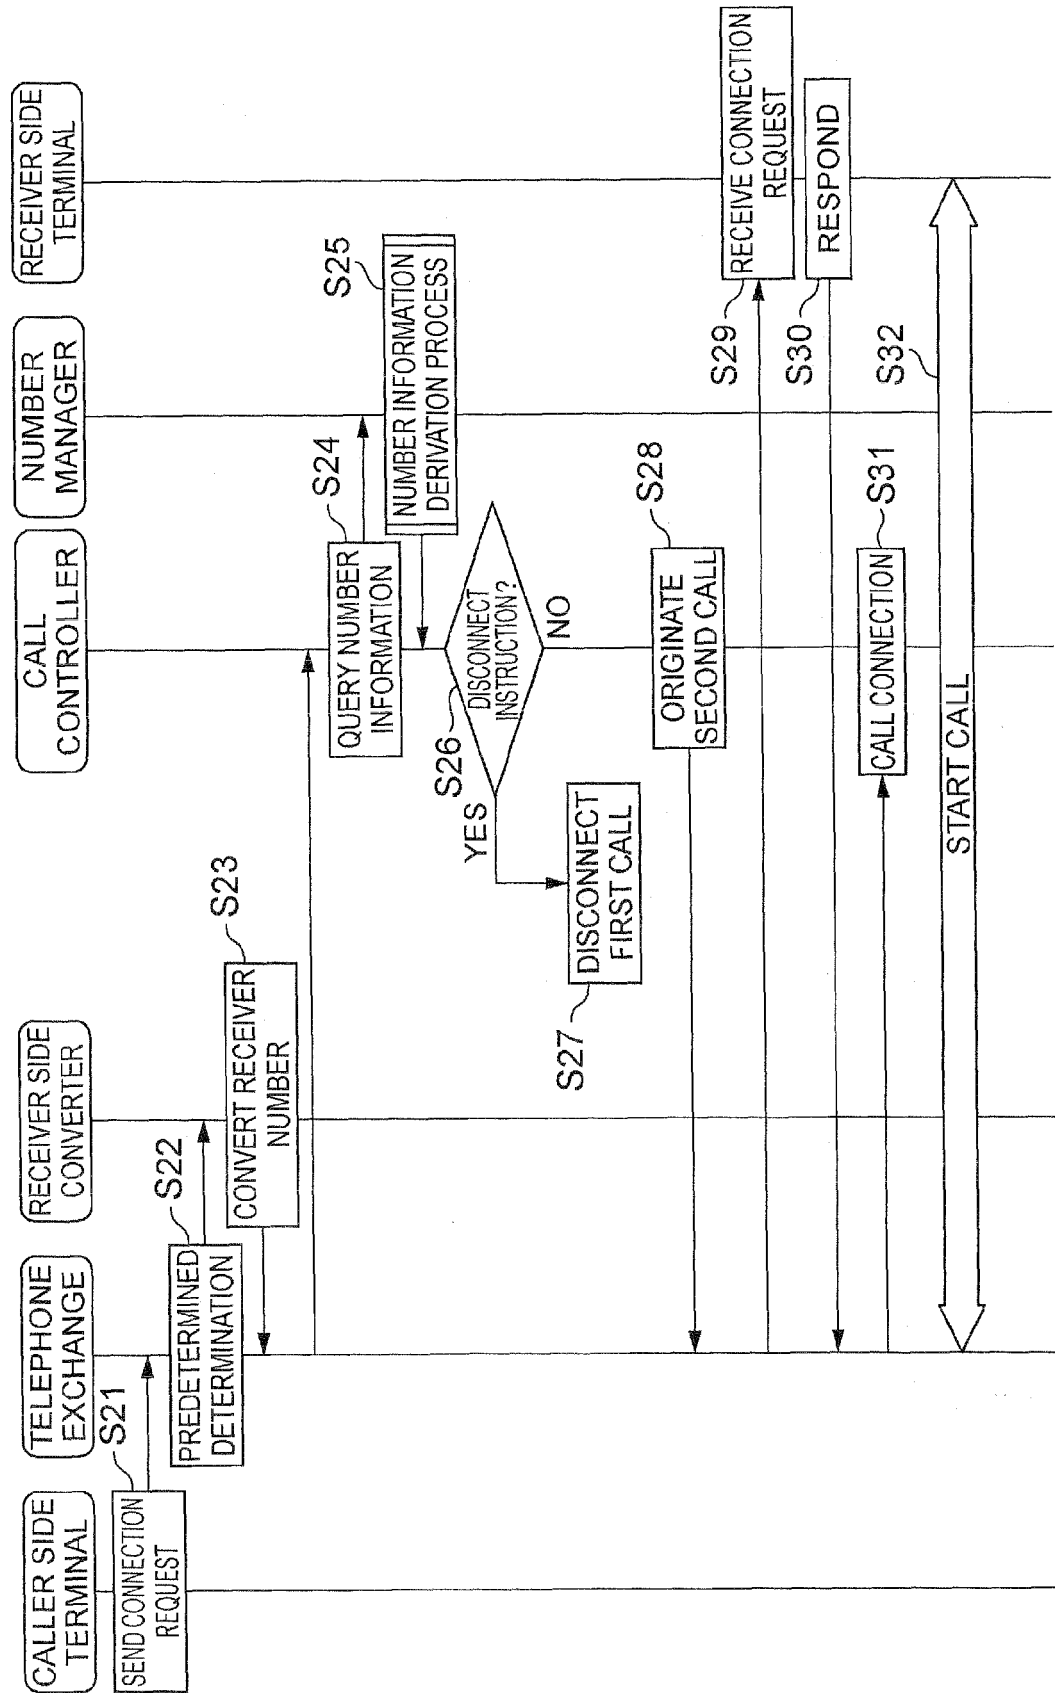 CALLER SIDE
TERMINAL
TELEPHONE
EXCHANGE
RECEIVER SIDE
CONVERTER
CALL
CONTROLLER
NUMBER
MANAGER
RECEIVER SIDE
TERMINAL
S21
SEND CONNECTION
REQUEST
S22
PREDETERMINED
DETERMINATION
S23
CONVERT RECEIVER
NUMBER
S24
QUERY NUMBER
INFORMATION
S25
NUMBER INFORMATION
DERIVATION PROCESS
S26
DISCONNECT
INSTRUCTION?
YES
NO
S27
DISCONNECT
FIRST CALL
S28
ORIGINATE
SECOND CALL
S29
RECEIVE CONNECTION
REQUEST
S30
RESPOND
S31
CALL CONNECTION
S32
START CALL